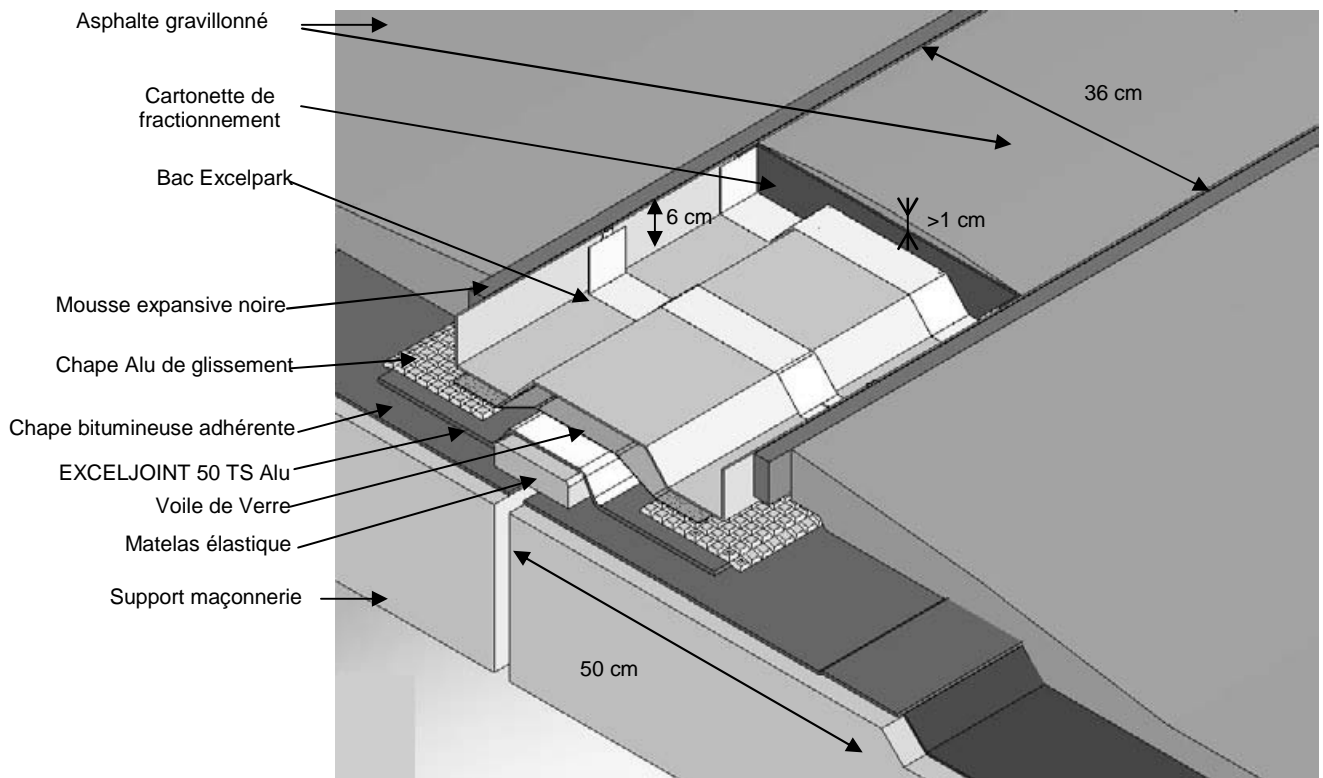 Asphalte gravillonné
Cartonette de
fractionnement
36 cm
Bac Excelpark
6 cm
>1 cm
Mousse expansive noire
Chape Alu de glissement
Chape bitumineuse adhérente
EXCELJOINT 50 TS Alu
Voile de Verre
Matelas élastique
Support maçonnerie
50 cm